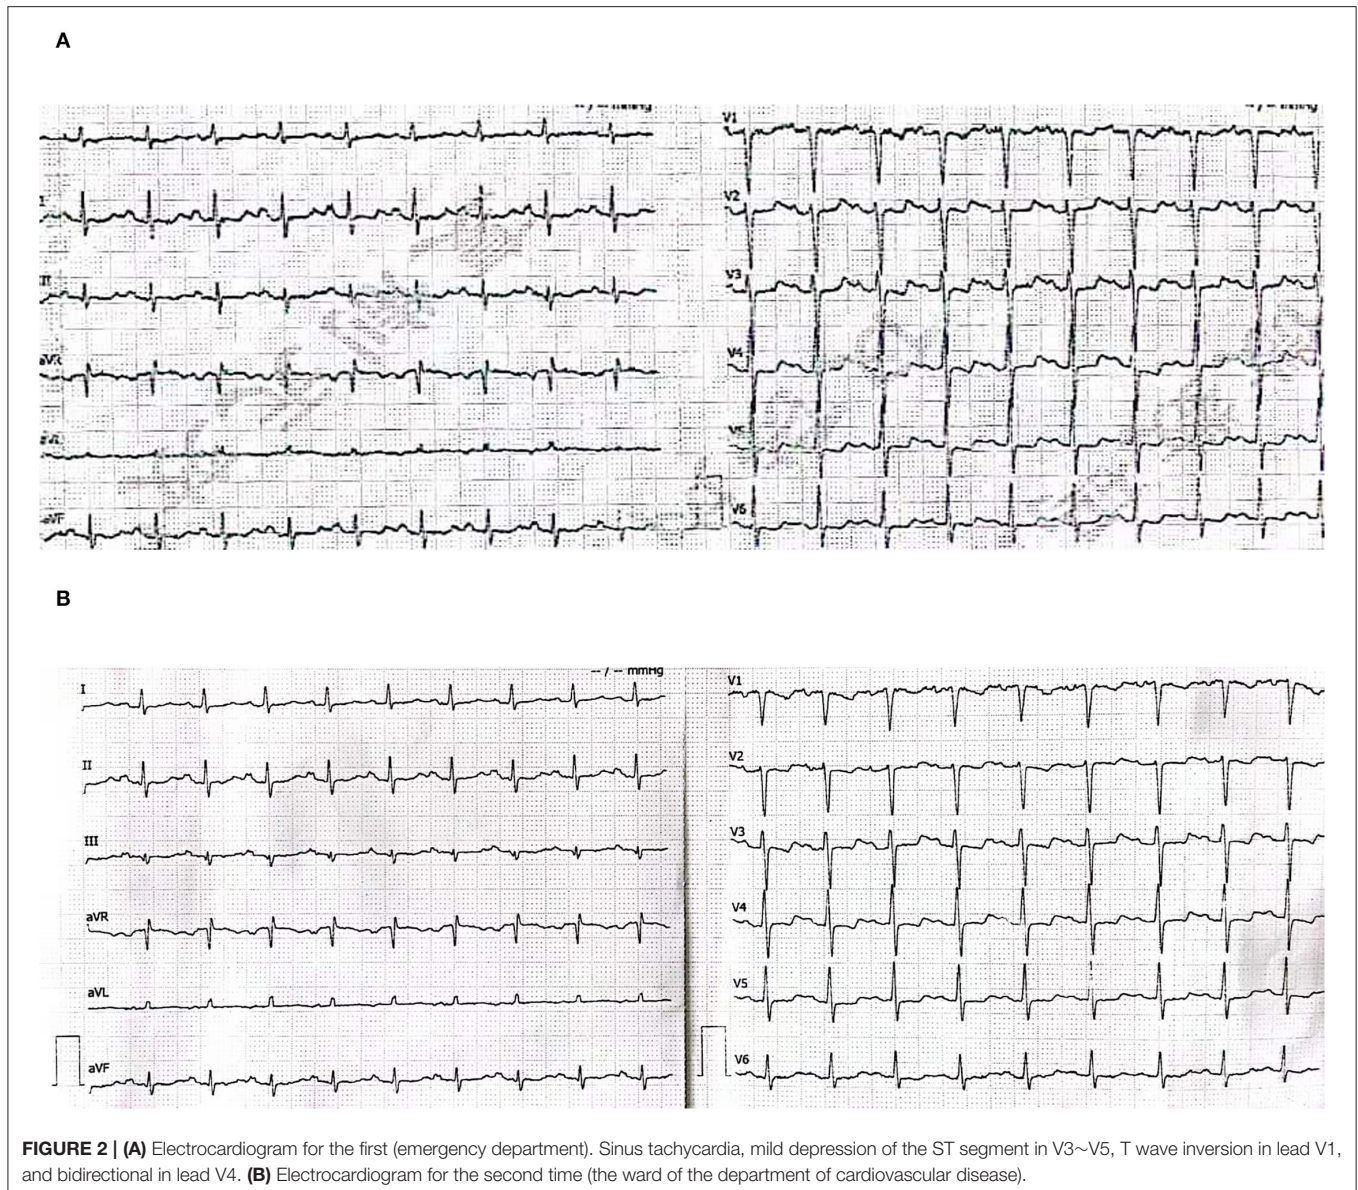 A
-- / -- mmHg
-- / -- mmHg
V1
I
V2
III
V3
aVR
V4
aVL
V5
aVF
V6
B
-- / -- mmHg
I
V1
II
V2
III
V3
aVR
V4
aVL
V5
aVF
V6
FIGURE 2 | (A) Electrocardiogram for the first (emergency department). Sinus tachycardia, mild depression of the ST segment in V3~V5, T wave inversion in lead V1,
and bidirectional in lead V4. (B) Electrocardiogram for the second time (the ward of the department of cardiovascular disease).